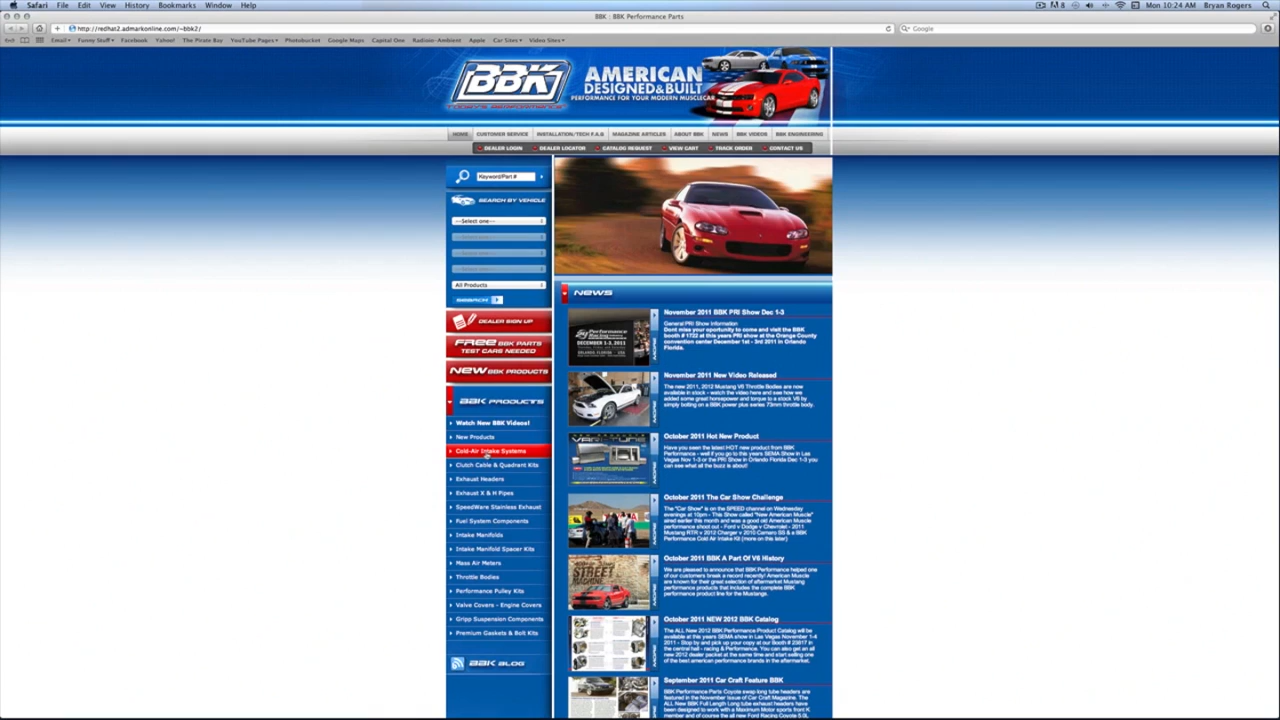 Safari File Edit View History Bookmarks Window Help
8 Mon 10:24 AM Bryan Rogers
BBK : BBK Performance Parts
http://redhat2.admarkonline.com/~bbk2/
Google
Email Funny Stuff Facebook Yahoo! The Pirate Bay YouTube Pages Photobucket Google Maps Capital One Radioio-Ambient Apple Car Sites Video Sites
BBK
AMERICAN
DESIGNED & BUILT
PERFORMANCE FOR YOUR MODERN MUSCLECAR
HOME CUSTOMER SERVICE INSTALLATION/TECH F.A.Q MAGAZINE ARTICLES ABOUT BBK NEWS BBK VIDEOS BBK ENGINEERING
DEALER LOGIN DEALER LOCATOR CATALOG REQUEST VIEW CART TRACK ORDER CONTACT US
Keyword/Part #
SEARCH BY VEHICLE
---Select one---
All Products
SEARCH
DEALER SIGN UP
FREE BBK PARTS
TEST CARS NEEDED
NEW BBK PRODUCTS
BBK PRODUCTS
Watch New BBK Videos!
New Products
Cold-Air Intake Systems
Clutch Cable & Quadrant Kits
Exhaust Headers
Exhaust X & H Pipes
SpeedWare Stainless Exhaust
Fuel System Components
Intake Manifolds
Intake Manifold Spacer Kits
Mass Air Meters
Throttle Bodies
Performance Pulley Kits
Valve Covers - Engine Covers
Gripp Suspension Components
Premium Gaskets & Bolt Kits
BBK BLOG
NEWS
Performance
DECEMBER 1-3, 2011
MORE
November 2011 BBK PRI Show Dec 1-3
General PRI Show Information
Dont miss your oportunity to come and visit the BBK
booth # 1722 at this years PRI show at the Orange County
convention center December 1st - 3rd 2011 in Orlando
Florida.
MORE
November 2011 New Video Released
The new 2011, 2012 Mustang V6 Throttle Bodies are now
available in stock - watch the video here and see how we
added some great horsepower and torque to a stock V6 by
simply bolting on a BBK power plus series 73mm throttle body.
MORE
October 2011 Hot New Product
Have you seen the latest HOT new product from BBK
Performance - well if you go to this years SEMA Show in Las
Vegas Nov 1-3 or the PRI Show in Orlando Florida Dec 1-3 you
can see what all the buzz is about!
MORE
October 2011 The Car Show Challenge
The "Car Show" is on the SPEED channel on Wednesday
evenings at 10pm - This Show called "New American Muscle"
aired earlier this month and was a good old American muscle
performance shoot out - Ford v Dodge v Chevrolet - 2011
Mustang RTR v 2012 Charger v 2010 Camaro SS & a BBK
Performance Cold Air Intake Kit (more on this later)
STREET
MACHINE
MORE
October 2011 BBK A Part Of V6 History
We are pleased to announce that BBK Performance helped one
of our customers break a record recently! American Muscle
are known for their great selection of aftermarket Mustang
performance products that includes the complete BBK
performance product line for the Mustangs.
MORE
October 2011 NEW 2012 BBK Catalog
The ALL New 2012 BBK Performance Product Catalog will be
available at this years SEMA show in Las Vegas November 1-4
2011 - Stop by and pick up your copy at our Booth # 23817 in
the central hall - racing & Performance. You can also get an all
new 2012 dealer packet at the same time and start selling one
of the best american performance brands in the aftermarket.
MORE
September 2011 Car Craft Feature BBK
BBK Performance Parts Coyote swap long tube headers are
featured in the November Issue of Car Craft Magazine. The
ALL New BBK Full Length Long Tube exhaust headers have
been designed to work with a Maximum Motor sports front K
member and of course the all new Ford Racing Coyote 5.0L